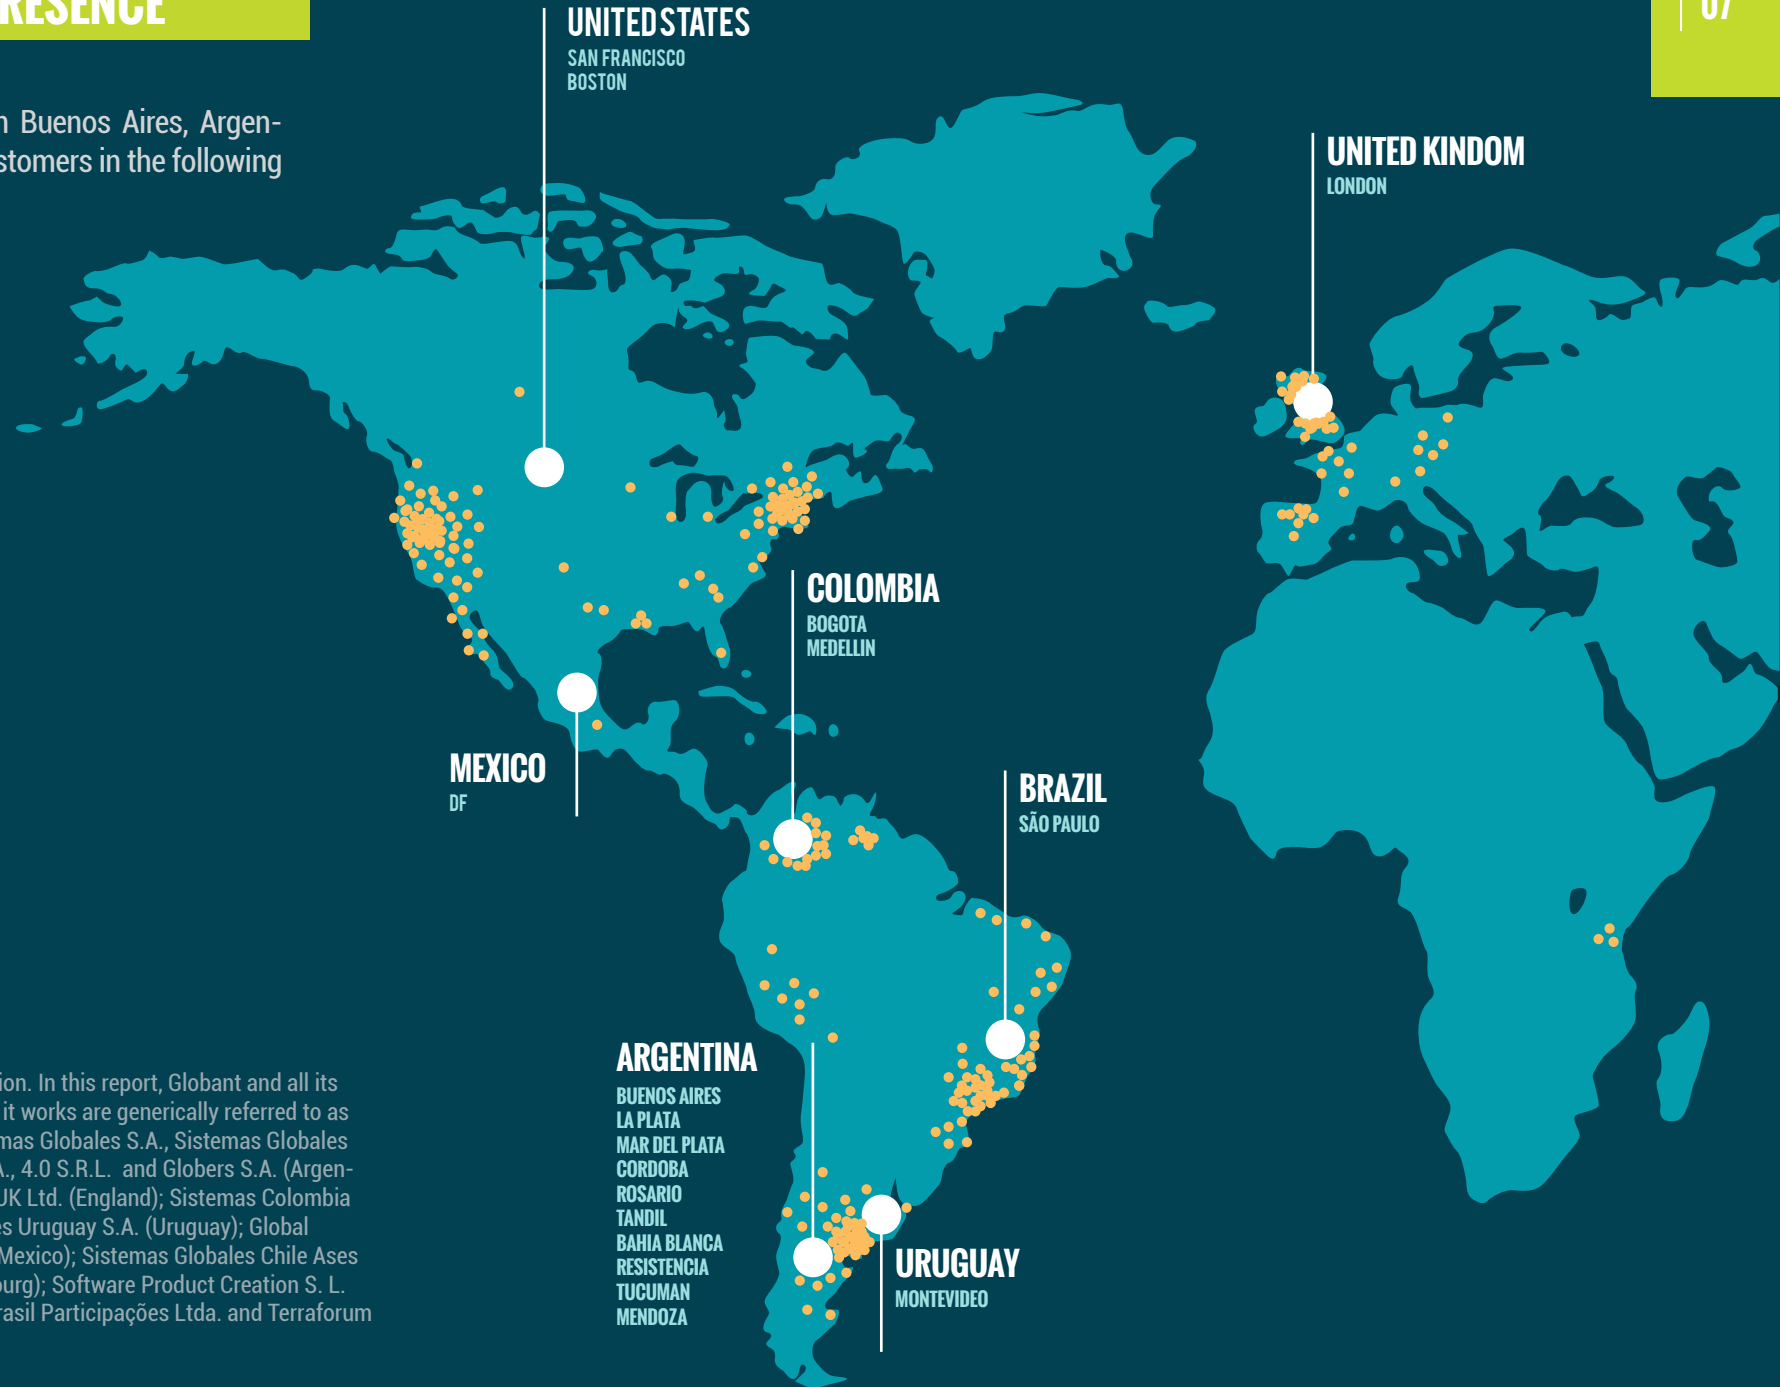 RESENCE
07
Buenos Aires, Argen-
stomers in the following
UNITED STATES
SAN FRANCISCO
BOSTON
UNITED KINDOM
LONDON
COLOMBIA
BOGOTA
MEDELLIN
MEXICO
DF
BRAZIL
SÃO PAULO
ARGENTINA
BUENOS AIRES
LA PLATA
MAR DEL PLATA
CORDOBA
ROSARIO
TANDIL
BAHIA BLANCA
RESISTENCIA
TUCUMAN
MENDOZA
URUGUAY
MONTEVIDEO
ion. In this report, Globant and all its
it works are generically referred to as
mas Globales S.A., Sistemas Globales
A., 4.0 S.R.L. and Globers S.A. (Argen-
UK Ltd. (England); Sistemas Colombia
es Uruguay S.A. (Uruguay); Global
Mexico); Sistemas Globales Chile Ases
ourg); Software Product Creation S. L.
rasil Participações Ltda. and Terraforum